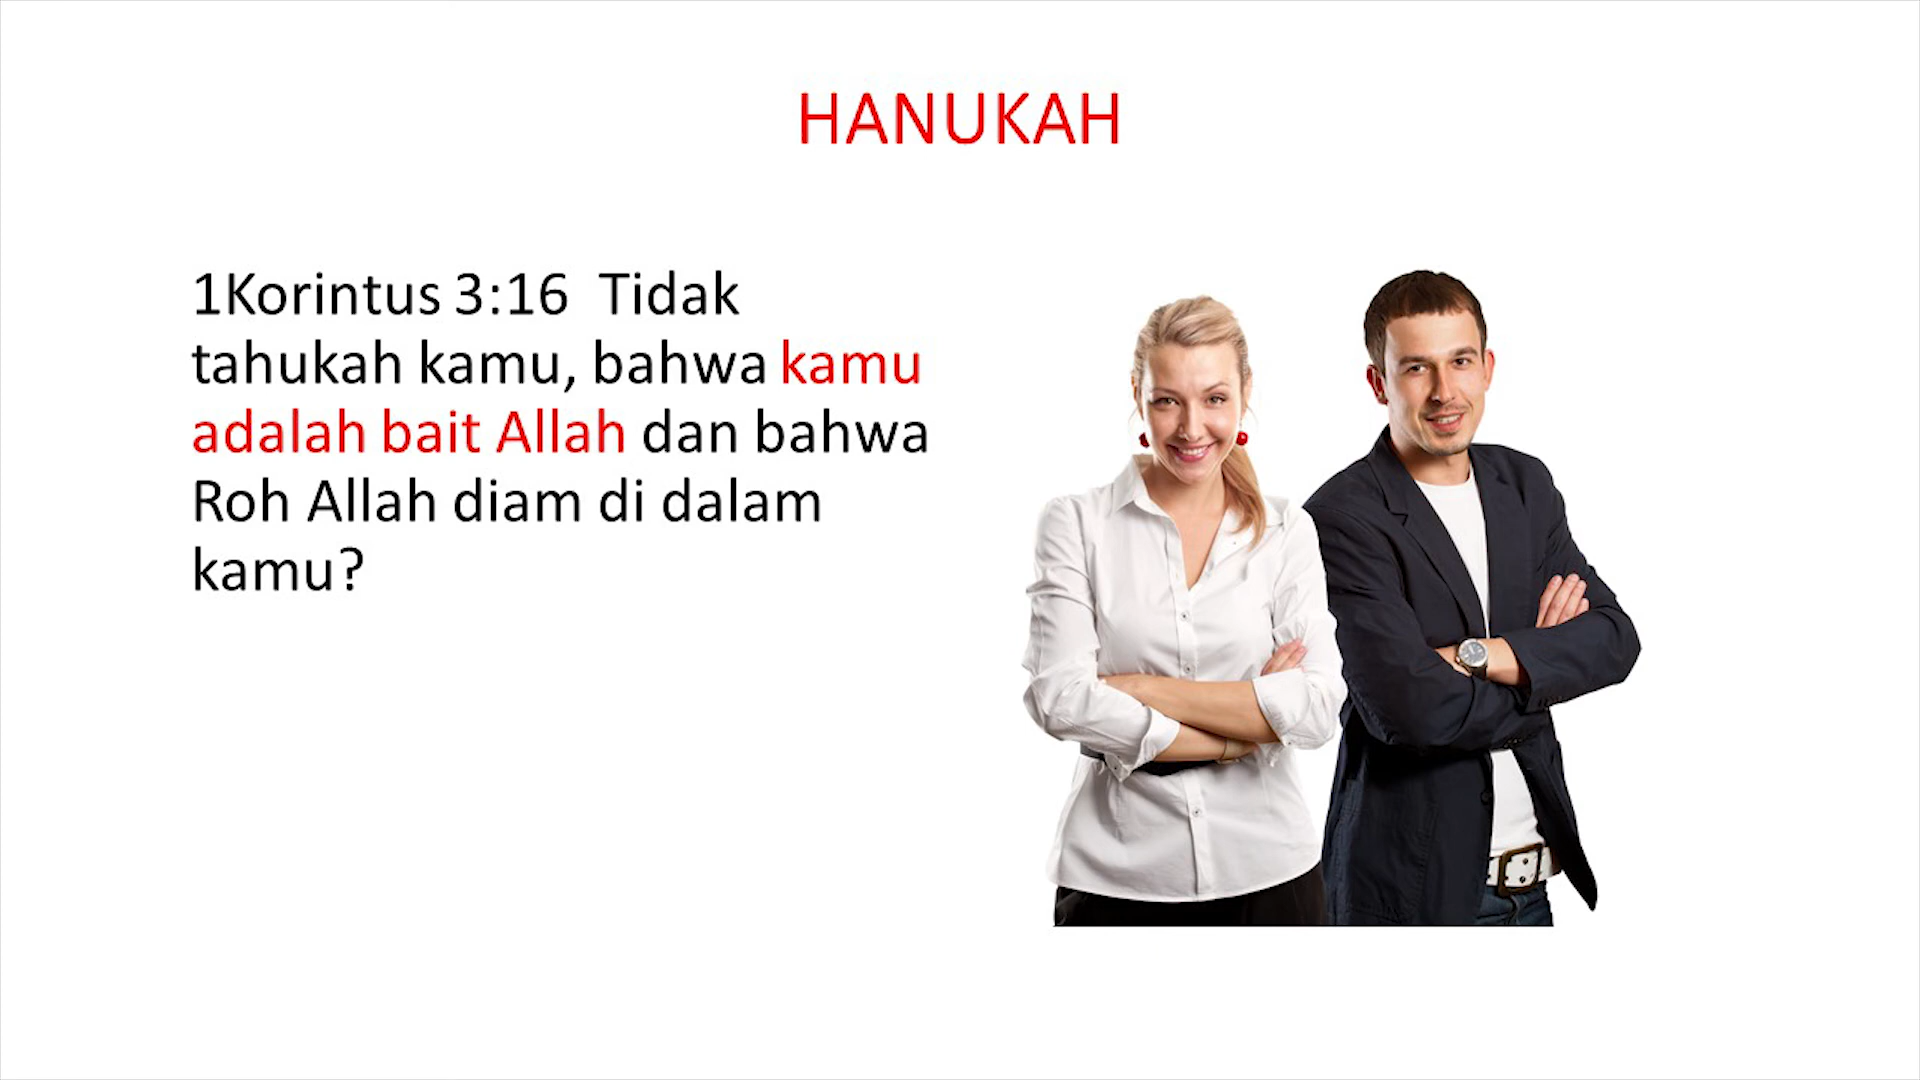 HANUKAH
1Korintus 3:16  Tidak
tahukah kamu, bahwa kamu
adalah bait Allah dan bahwa
Roh Allah diam di dalam
kamu?